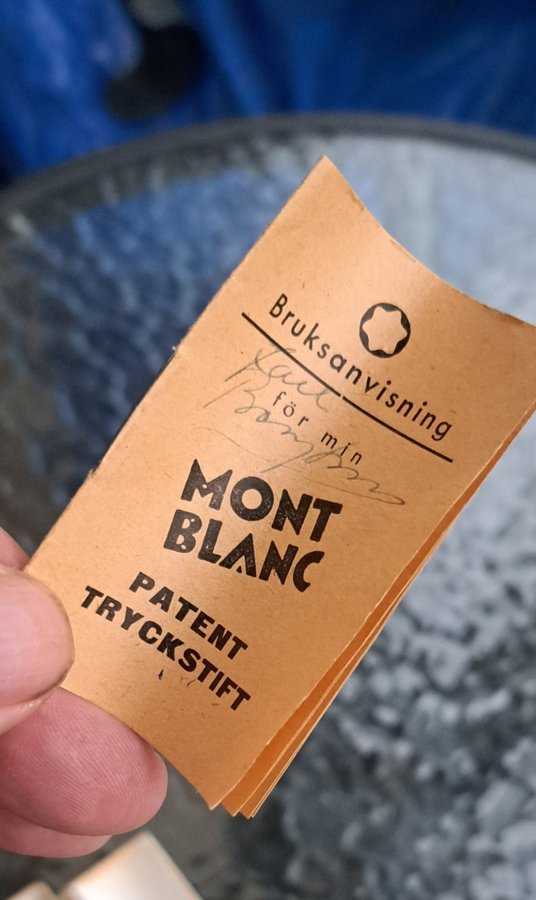 Bruksanvisning
för min
MONT
BLANC
PATENT
TRYCKSTIFT